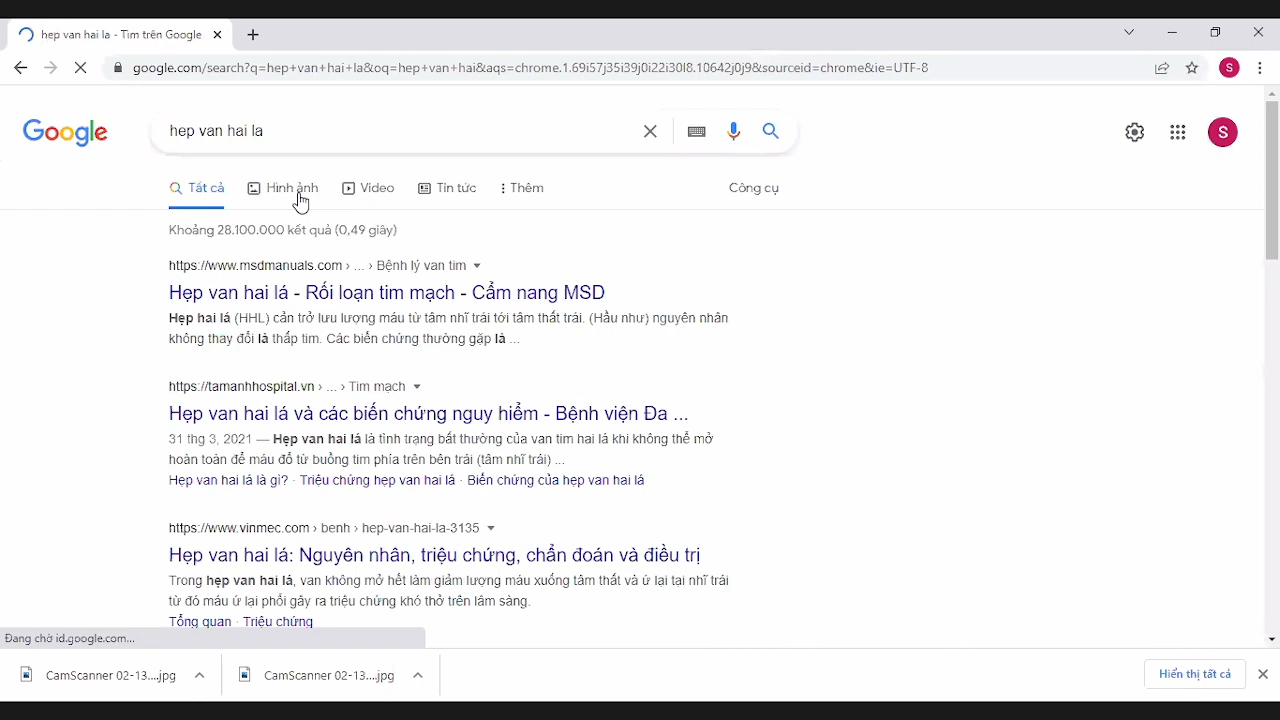 hep van hai la - Tìm trên Google
google.com/search?q=hep+van+hai+la&oq=hep+van+hai&aqs=chrome.1.69i57j35i39j0i22i30l8.10642j0j9&sourceid=chrome&ie=UTF-8
S
Google
hep van hai la
S
Tất cả
Hình ảnh
Video
Tin tức
Thêm
Công cụ
Khoảng 28.100.000 kết quả (0,49 giây)
https://www.msdmanuals.com › ... › Bệnh lý van tim
Hẹp van hai lá - Rối loạn tim mạch - Cẩm nang MSD
Hẹp hai lá (HHL) cản trở lưu lượng máu từ tâm nhĩ trái tới tâm thất trái. (Hầu như) nguyên nhân
không thay đổi là thấp tim. Các biến chứng thường gặp là ...
https://tamanhhospital.vn › ... › Tim mạch
Hẹp van hai lá và các biến chứng nguy hiểm - Bệnh viện Đa ...
31 thg 3, 2021 — Hẹp van hai lá là tình trạng bất thường của van tim hai lá khi không thể mở
hoàn toàn để máu đổ từ buồng tim phía trên bên trái (tâm nhĩ trái) ...
Hẹp van hai lá là gì? · Triệu chứng hẹp van hai lá · Biến chứng của hẹp van hai lá
https://www.vinmec.com › benh › hep-van-hai-la-3135
Hẹp van hai lá: Nguyên nhân, triệu chứng, chẩn đoán và điều trị
Trong hẹp van hai lá, van không mở hết làm giảm lượng máu xuống tâm thất và ứ lại tại nhĩ trái
từ đó máu ứ lại phổi gây ra triệu chứng khó thở trên lâm sàng.
Tổng quan · Triệu chứng
Đang chờ id.google.com...
CamScanner 02-13....jpg
CamScanner 02-13....jpg
Hiển thị tất cả